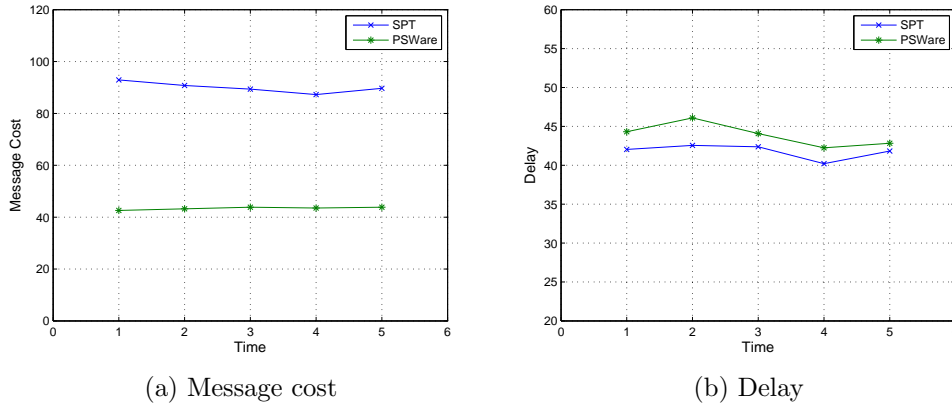 120
100
80
60
40
20
0
Message Cost
0 1 2 3 4 5 6
Time
SPT
PSWare
(a) Message cost
60
55
50
45
40
35
30
25
20
Delay
0 1 2 3 4 5
Time
SPT
PSWare
(b) Delay